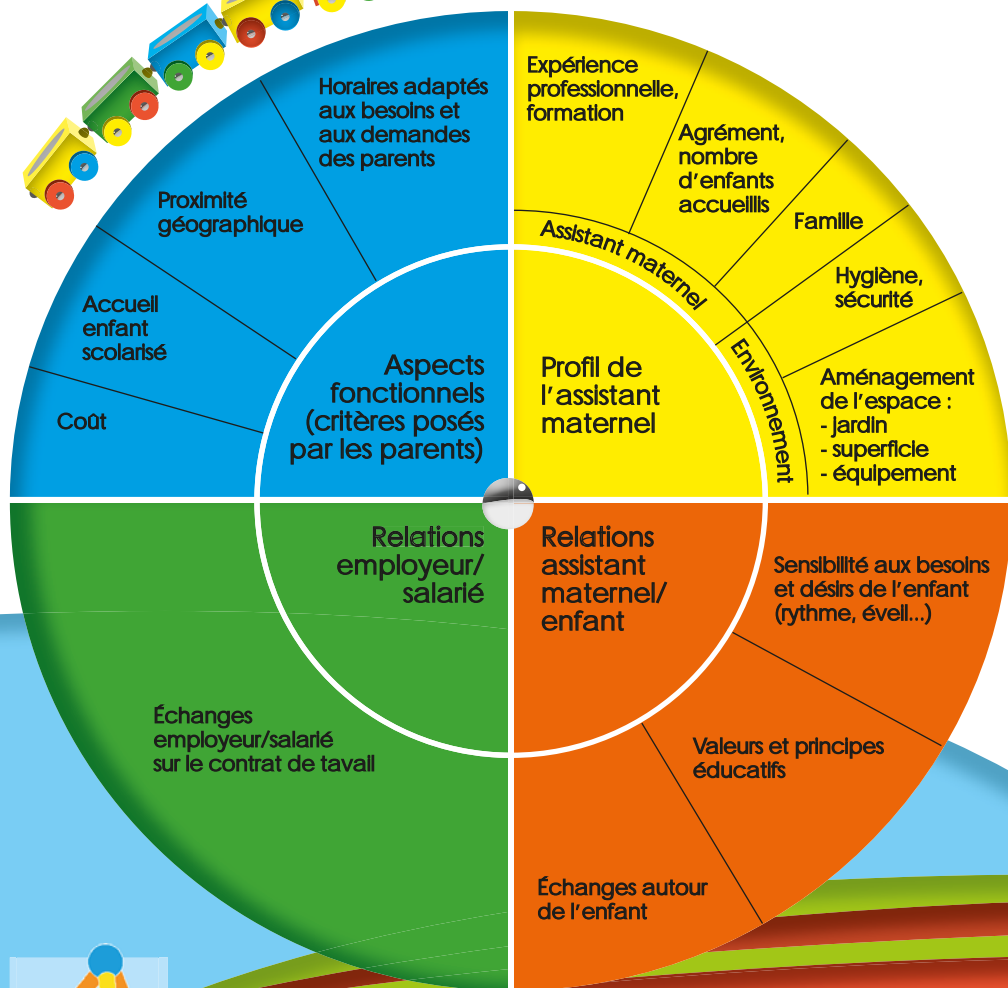 Horaires adaptés
aux besoins et
aux demandes
des parents
Proximité
géographique
Accueil
enfant
scolarisé
Coût
Aspects
fonctionnels
(critères posés
par les parents)
Expérience
professionnelle,
formation
Agrément,
nombre
d'enfants
accueillis
Famille
Hygiène,
sécurité
Aménagement
de l'espace :
- jardin
- superficie
- équipement
Assistant maternel
Environnement
Profil de
l'assistant
maternel
Relations
employeur/
salarié
Échanges
employeur/salarié
sur le contrat de tavail
Relations
assistant
maternel/
enfant
Sensibilité aux besoins
et désirs de l'enfant
(rythme, éveil...)
Valeurs et principes
éducatifs
Échanges autour
de l'enfant